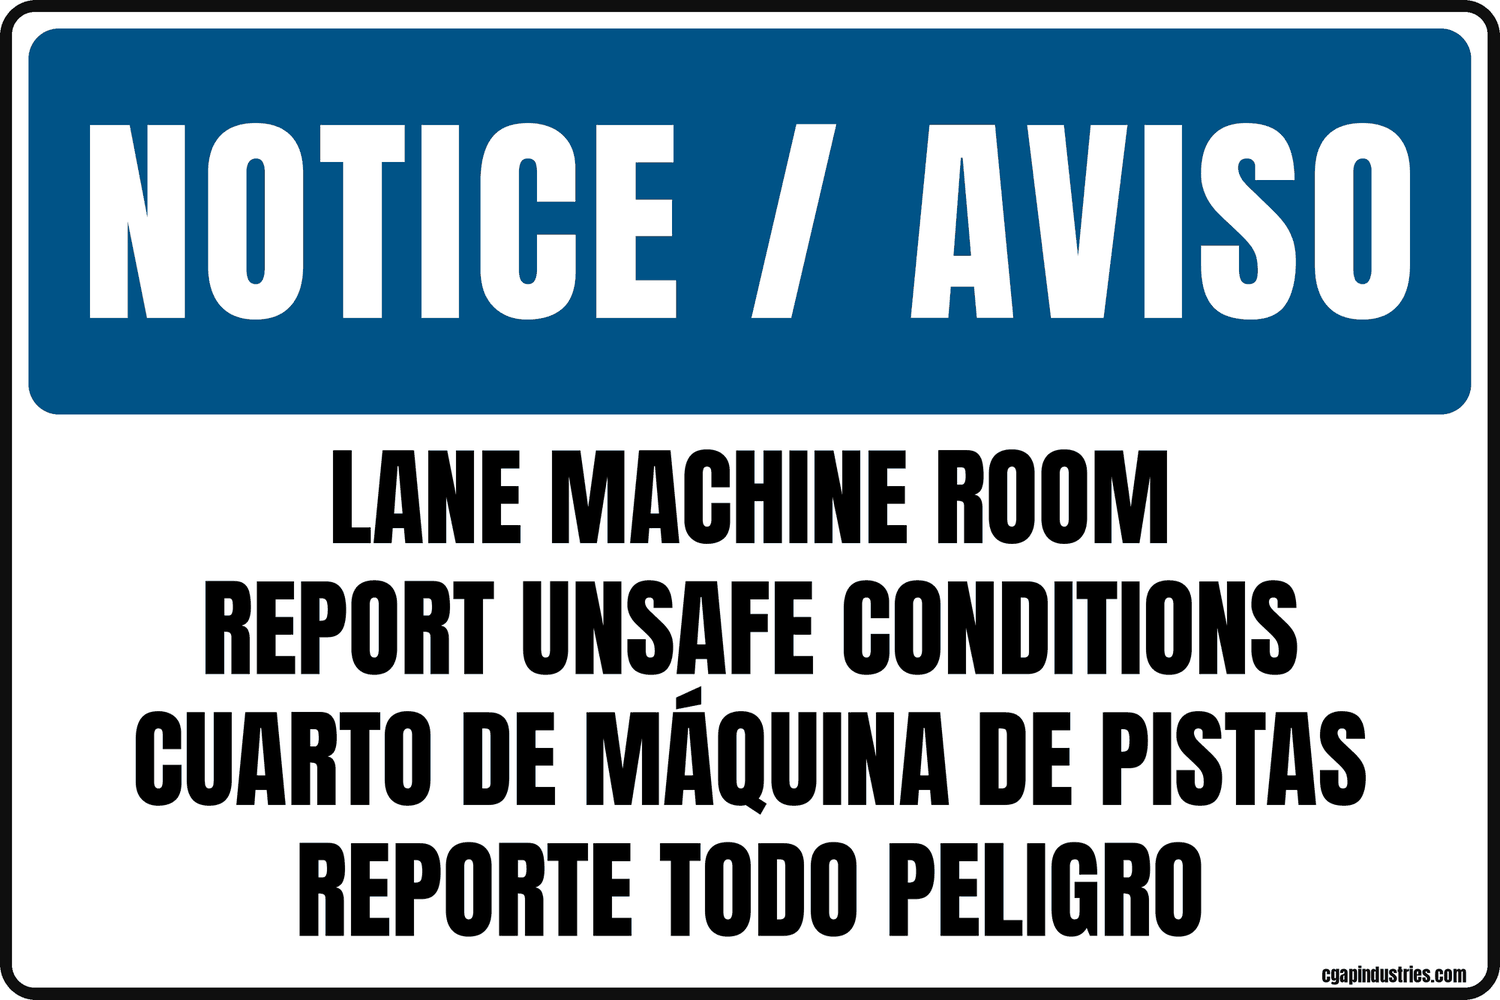 NOTICE / AVISO
LANE MACHINE ROOM
REPORT UNSAFE CONDITIONS
CUARTO DE MÁQUINA DE PISTAS
REPORTE TODO PELIGRO
cgapindustries.com